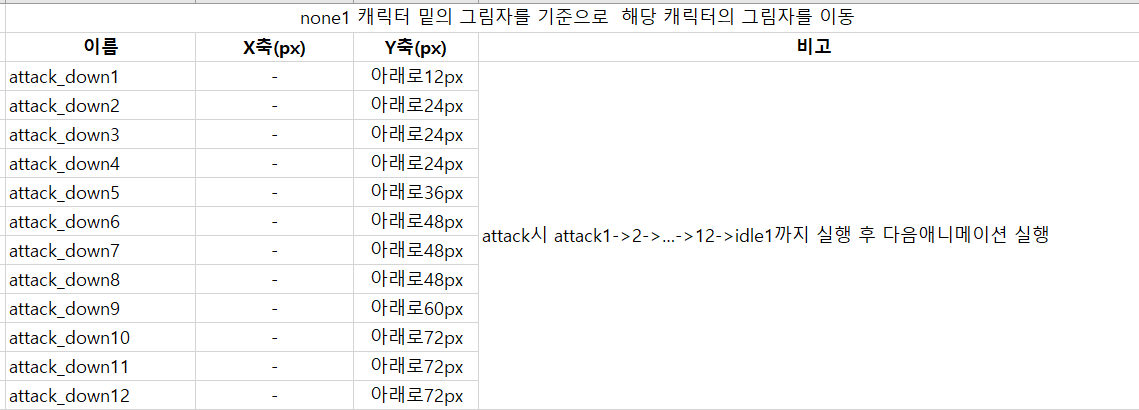 none1 캐릭터 밑의 그림자를 기준으로  해당 캐릭터의 그림자를 이동
이름 X축(px) Y축(px) 비고
attack_down1 - 아래로12px
attack_down2 - 아래로24px
attack_down3 - 아래로24px
attack_down4 - 아래로24px
attack_down5 - 아래로36px
attack_down6 - 아래로48px
attack시 attack1->2->...->12->idle1까지 실행 후 다음애니메이션 실행
attack_down7 - 아래로48px
attack_down8 - 아래로48px
attack_down9 - 아래로60px
attack_down10 - 아래로72px
attack_down11 - 아래로72px
attack_down12 - 아래로72px